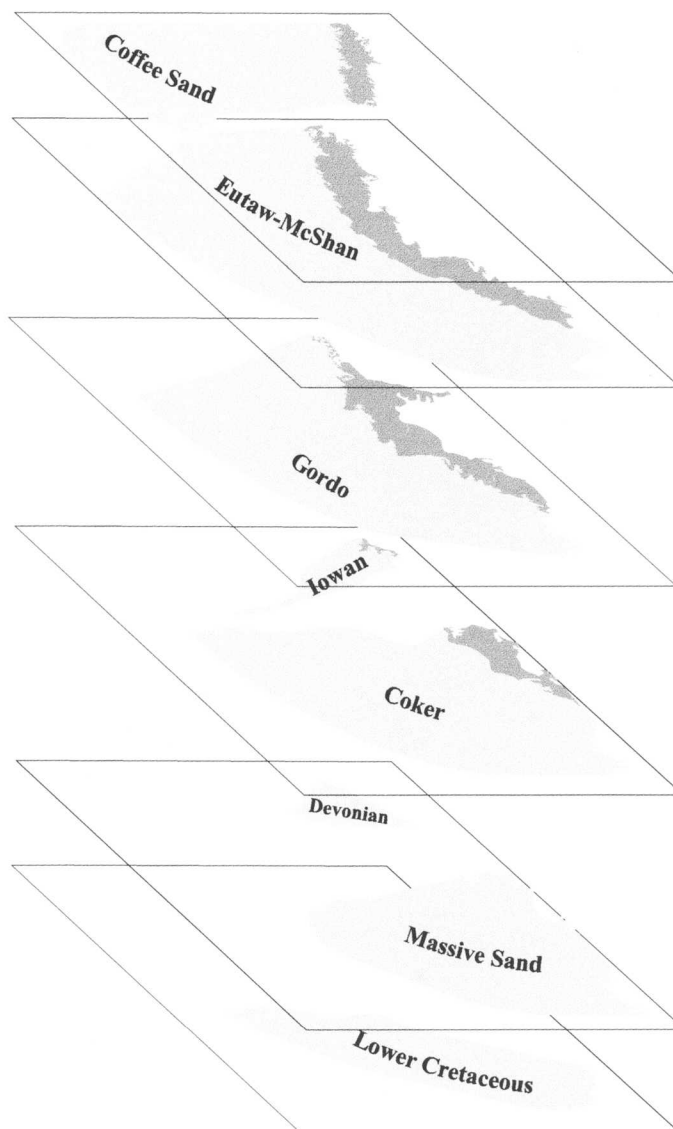 Coffee Sand
Eutaw-McShan
Gordo
Iowan
Coker
Devonian
Massive Sand
Lower Cretaceous